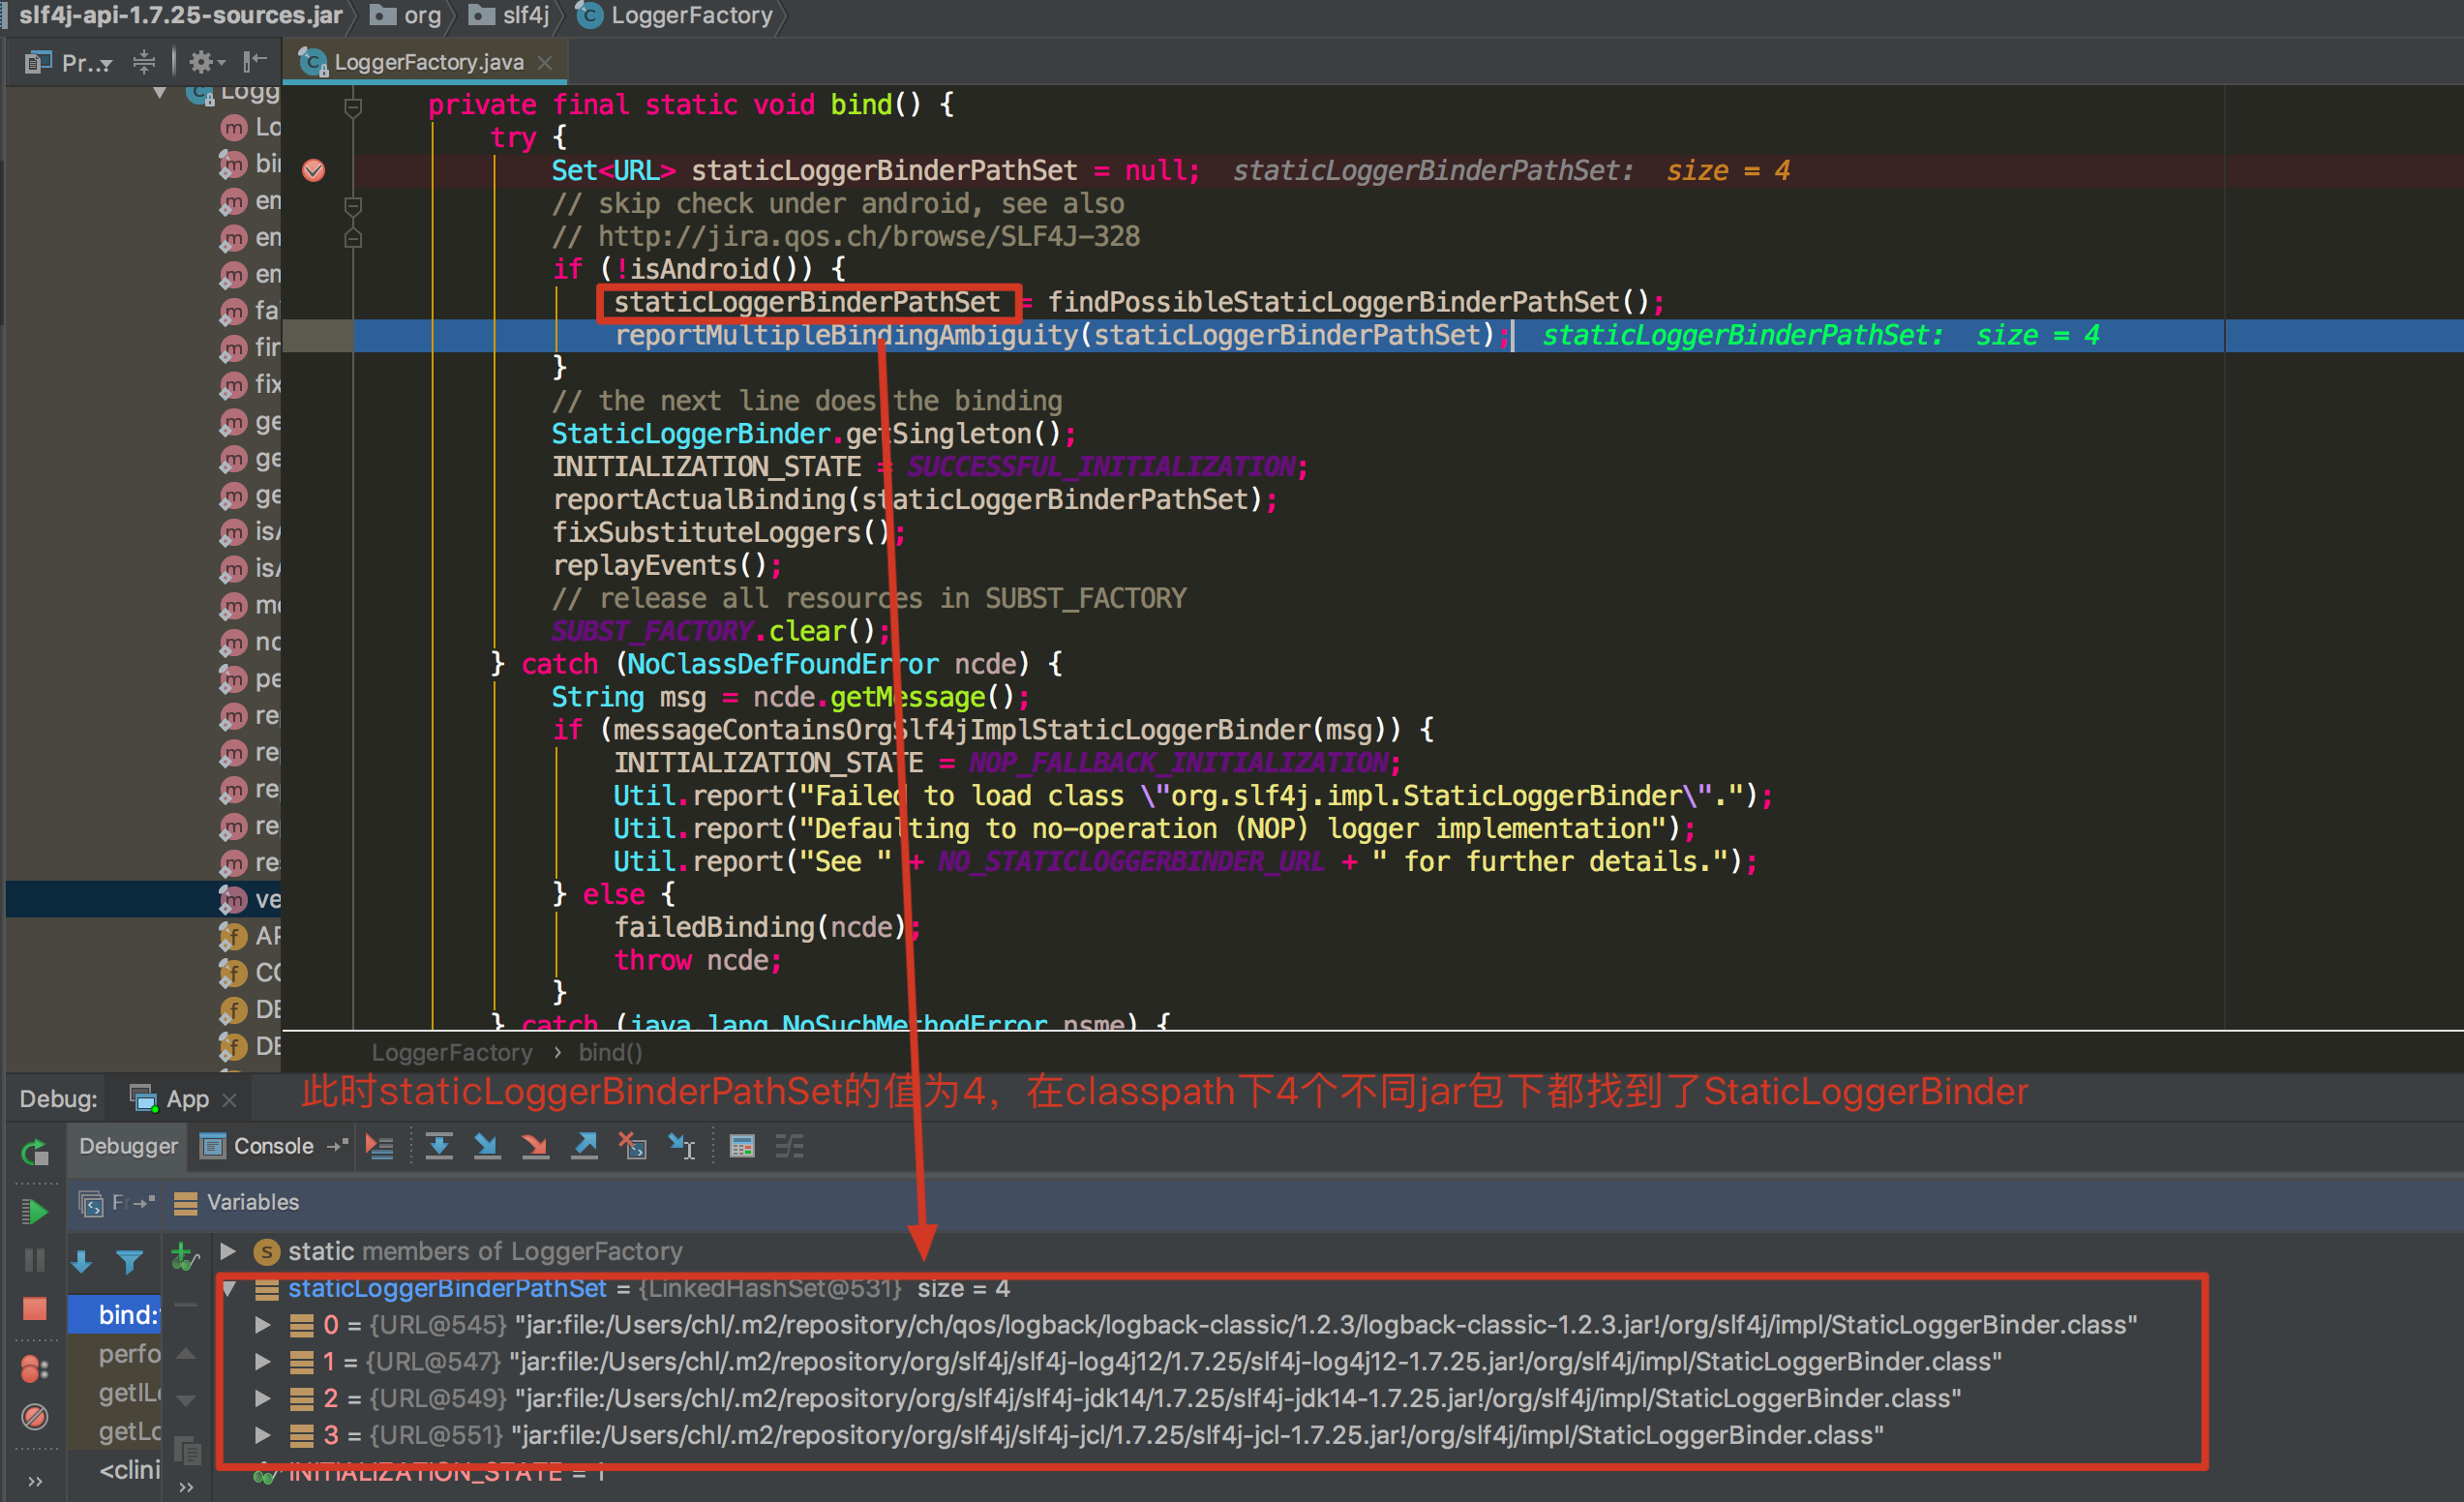 slf4j-api-1.7.25-sources.jar org slf4j LoggerFactory
Pr... LoggerFactory.java
Logg
Lo
bin
em
em
em
fa
fin
fix
ge
ge
ge
isA
isA
me
no
pe
re
re
re
re
res
ve
AP
CO
DE
DE
private final static void bind() {
try {
Set<URL> staticLoggerBinderPathSet = null; staticLoggerBinderPathSet: size = 4
// skip check under android, see also
// http://jira.qos.ch/browse/SLF4J-328
if (!isAndroid()) {
staticLoggerBinderPathSet = findPossibleStaticLoggerBinderPathSet();
reportMultipleBindingAmbiguity(staticLoggerBinderPathSet); staticLoggerBinderPathSet: size = 4
}
// the next line does the binding
StaticLoggerBinder.getSingleton();
INITIALIZATION_STATE = SUCCESSFUL_INITIALIZATION;
reportActualBinding(staticLoggerBinderPathSet);
fixSubstituteLoggers();
replayEvents();
// release all resources in SUBST_FACTORY
SUBST_FACTORY.clear();
} catch (NoClassDefFoundError ncde) {
String msg = ncde.getMessage();
if (messageContainsOrgSlf4jImplStaticLoggerBinder(msg)) {
INITIALIZATION_STATE = NOP_FALLBACK_INITIALIZATION;
Util.report("Failed to load class \"org.slf4j.impl.StaticLoggerBinder\".");
Util.report("Defaulting to no-operation (NOP) logger implementation");
Util.report("See " + NO_STATICLOGGERBINDER_URL + " for further details.");
} else {
failedBinding(ncde);
throw ncde;
}
} catch (java.lang.NoSuchMethodError nsme) {
LoggerFactory › bind()
Debug: App
此时staticLoggerBinderPathSet的值为4，在classpath下4个不同jar包下都找到了StaticLoggerBinder
Debugger Console
Fr Variables
bind:
perfo
getILo
getLo
<clini
static members of LoggerFactory
staticLoggerBinderPathSet = {LinkedHashSet@531} size = 4
0 = {URL@545} "jar:file:/Users/chl/.m2/repository/ch/qos/logback/logback-classic/1.2.3/logback-classic-1.2.3.jar!/org/slf4j/impl/StaticLoggerBinder.class"
1 = {URL@547} "jar:file:/Users/chl/.m2/repository/org/slf4j/slf4j-log4j12/1.7.25/slf4j-log4j12-1.7.25.jar!/org/slf4j/impl/StaticLoggerBinder.class"
2 = {URL@549} "jar:file:/Users/chl/.m2/repository/org/slf4j/slf4j-jdk14/1.7.25/slf4j-jdk14-1.7.25.jar!/org/slf4j/impl/StaticLoggerBinder.class"
3 = {URL@551} "jar:file:/Users/chl/.m2/repository/org/slf4j/slf4j-jcl/1.7.25/slf4j-jcl-1.7.25.jar!/org/slf4j/impl/StaticLoggerBinder.class"
INITIALIZATION_STATE = 1